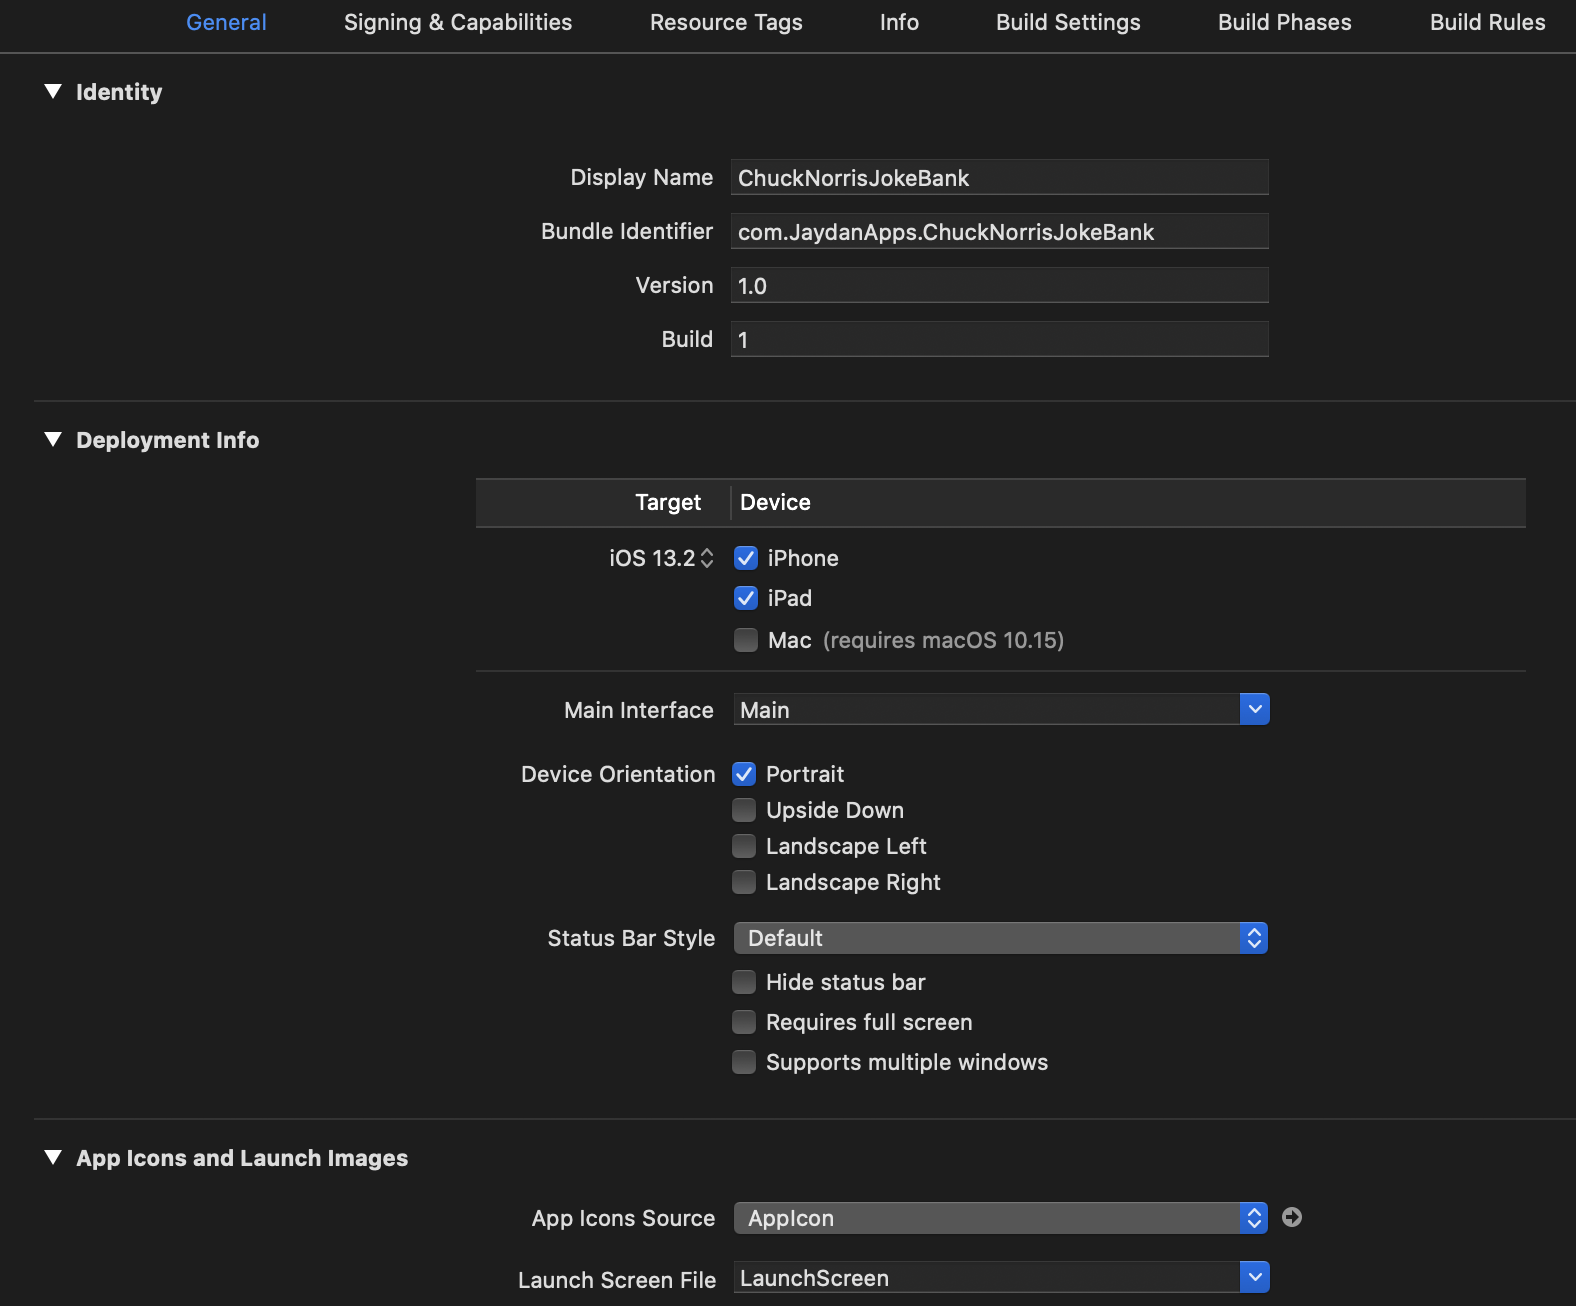 General Signing & Capabilities Resource Tags Info Build Settings Build Phases Build Rules
Identity
Display Name ChuckNorrisJokeBank
Bundle Identifier com.JaydanApps.ChuckNorrisJokeBank
Version 1.0
Build 1
Deployment Info
Target Device
iOS 13.2 iPhone
iPad
Mac (requires macOS 10.15)
Main Interface Main
Device Orientation Portrait
Upside Down
Landscape Left
Landscape Right
Status Bar Style Default
Hide status bar
Requires full screen
Supports multiple windows
App Icons and Launch Images
App Icons Source AppIcon
Launch Screen File LaunchScreen